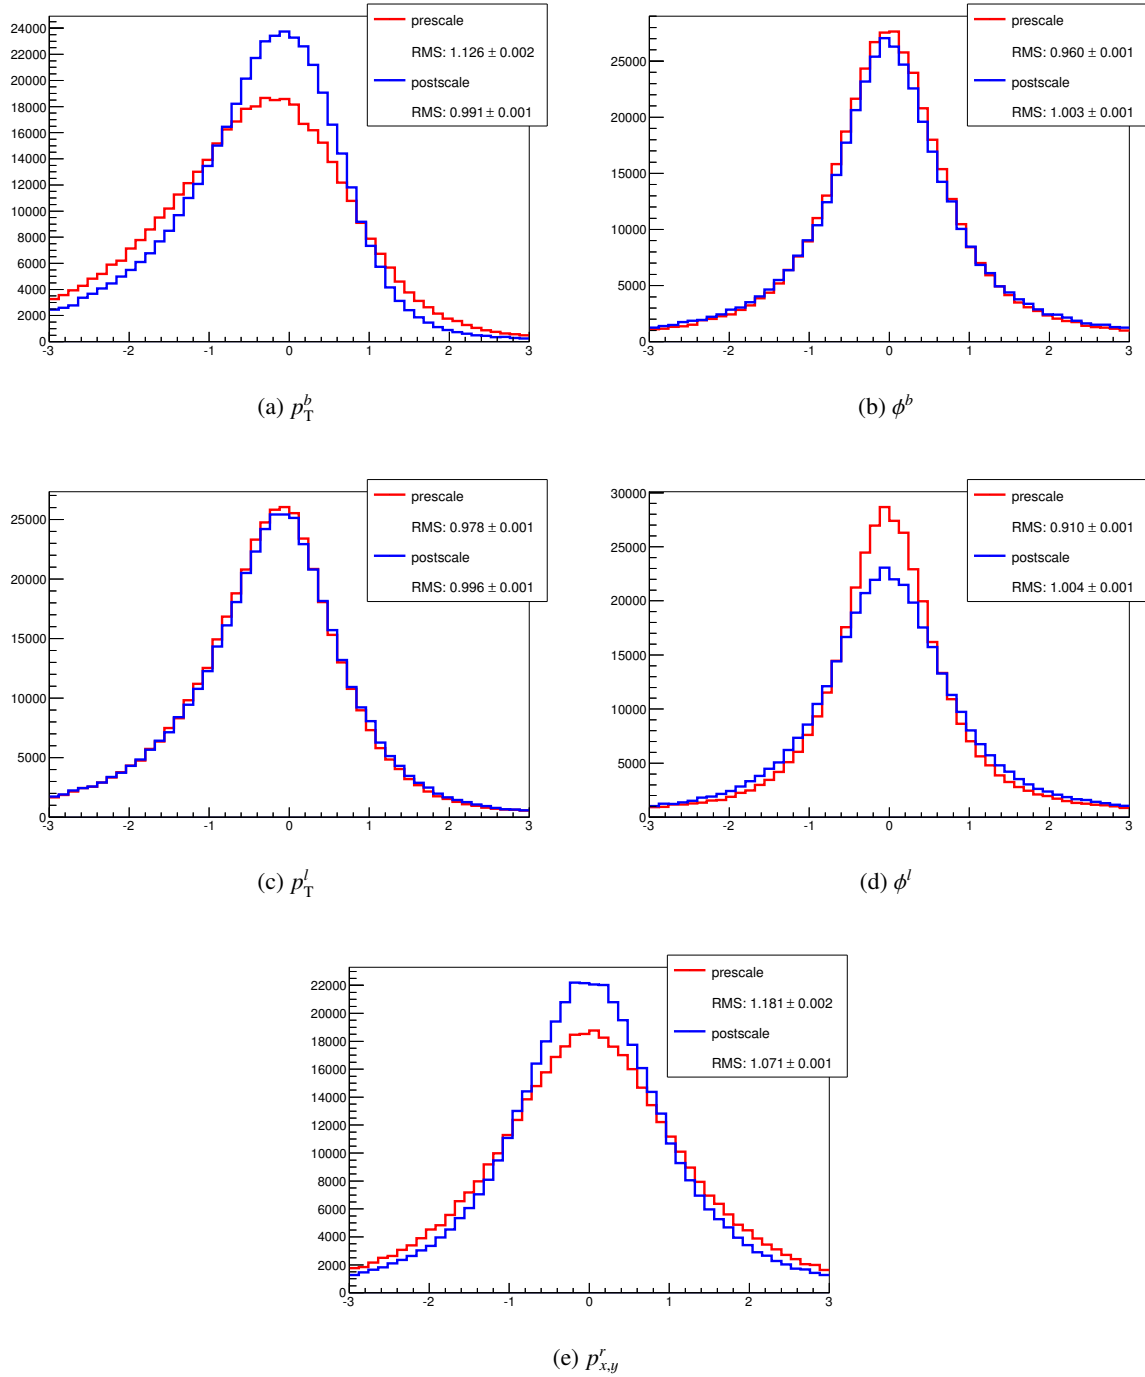 prescale
RMS: 1.126 ± 0.002
postscale
RMS: 0.991 ± 0.001
24000
22000
20000
18000
16000
14000
12000
10000
8000
6000
4000
2000
0
-3 -2 -1 0 1 2 3
(a) p_T^b
prescale
RMS: 0.960 ± 0.001
postscale
RMS: 1.003 ± 0.001
25000
20000
15000
10000
5000
0
-3 -2 -1 0 1 2 3
(b) ϕ^b
prescale
RMS: 0.978 ± 0.001
postscale
RMS: 0.996 ± 0.001
25000
20000
15000
10000
5000
0
-3 -2 -1 0 1 2 3
(c) p_T^l
prescale
RMS: 0.910 ± 0.001
postscale
RMS: 1.004 ± 0.001
30000
25000
20000
15000
10000
5000
0
-3 -2 -1 0 1 2 3
(d) ϕ^l
prescale
RMS: 1.181 ± 0.002
postscale
RMS: 1.071 ± 0.001
22000
20000
18000
16000
14000
12000
10000
8000
6000
4000
2000
0
-3 -2 -1 0 1 2 3
(e) p_{x,y}^r